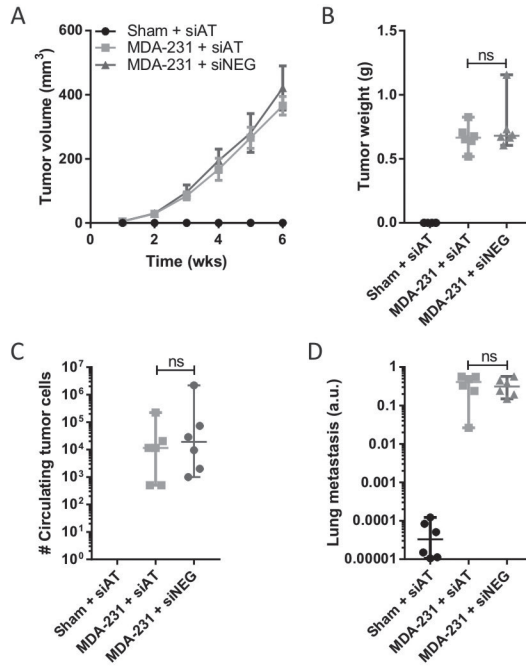 A
Sham + siAT
MDA-231 + siAT
MDA-231 + siNEG
Tumor volume (mm³)
600
400
200
0
0 2 4 6
Time (wks)
B
ns
Tumor weight (g)
1.5
1.0
0.5
0.0
Sham + siAT
MDA-231 + siAT
MDA-231 + siNEG
C
ns
# Circulating tumor cells
10⁷
10⁶
10⁵
10⁴
10³
10²
10¹
10⁰
Sham + siAT
MDA-231 + siAT
MDA-231 + siNEG
D
ns
Lung metastasis (a.u.)
1
0.1
0.01
0.0001
0.00001
Sham + siAT
MDA-231 + siAT
MDA-231 + siNEG